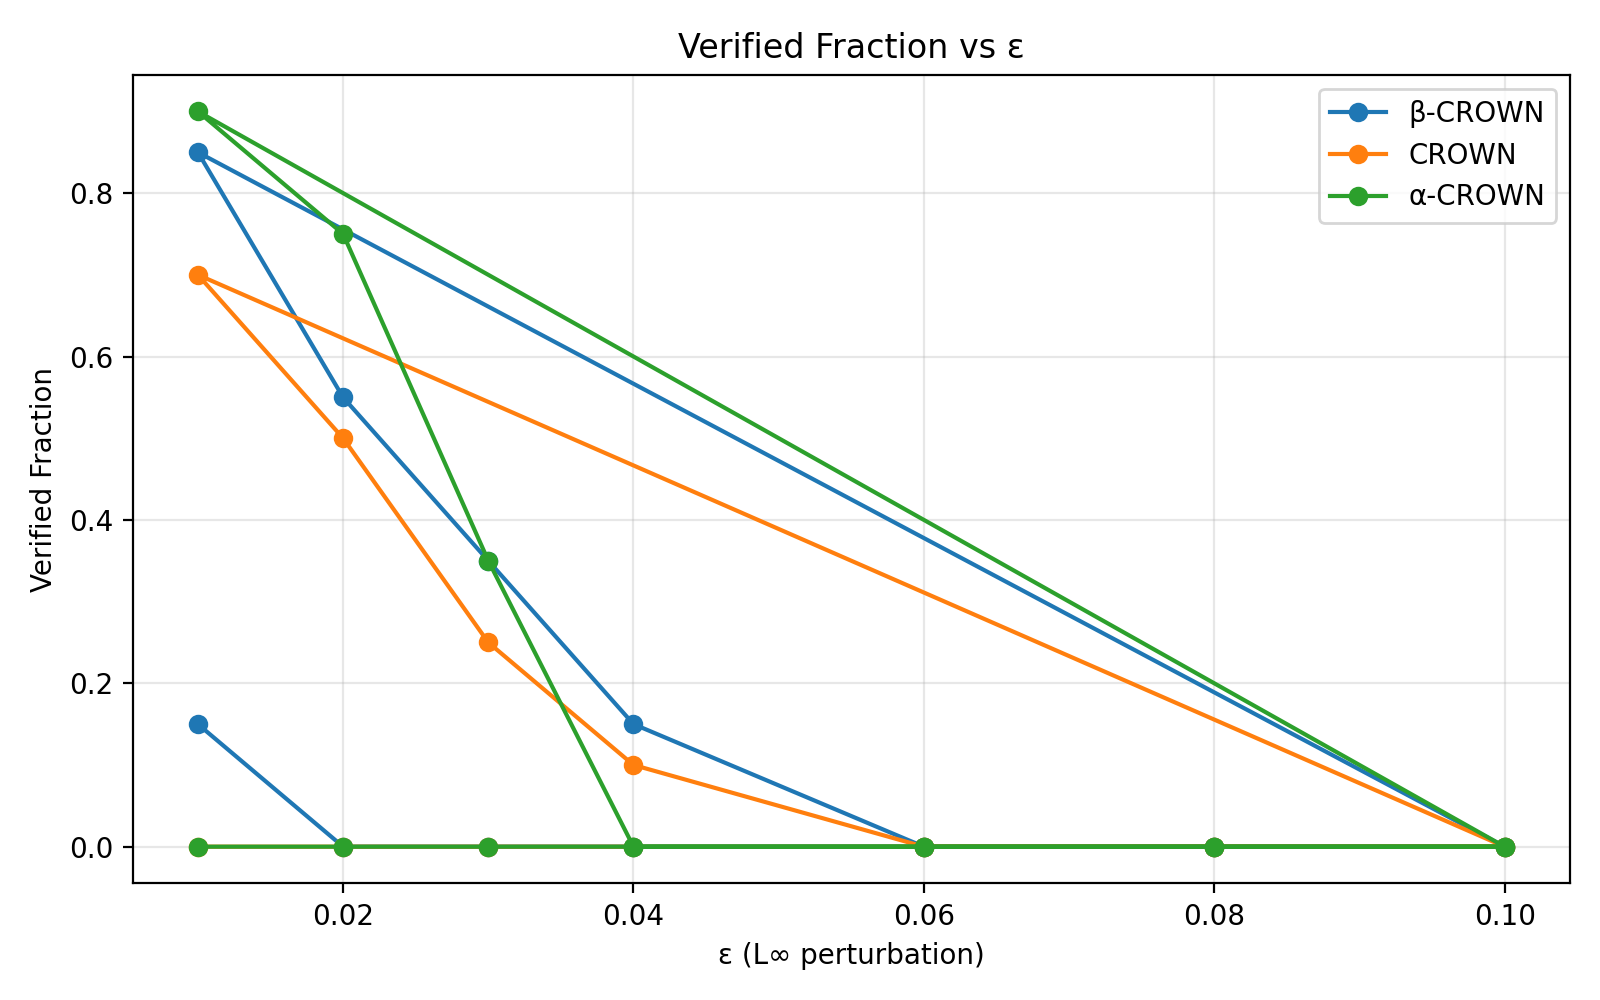 Verified Fraction vs ε
β-CROWN
CROWN
α-CROWN
Verified Fraction
0.8
0.6
0.4
0.2
0.0
0.02 0.04 0.06 0.08 0.10
ε (L∞ perturbation)